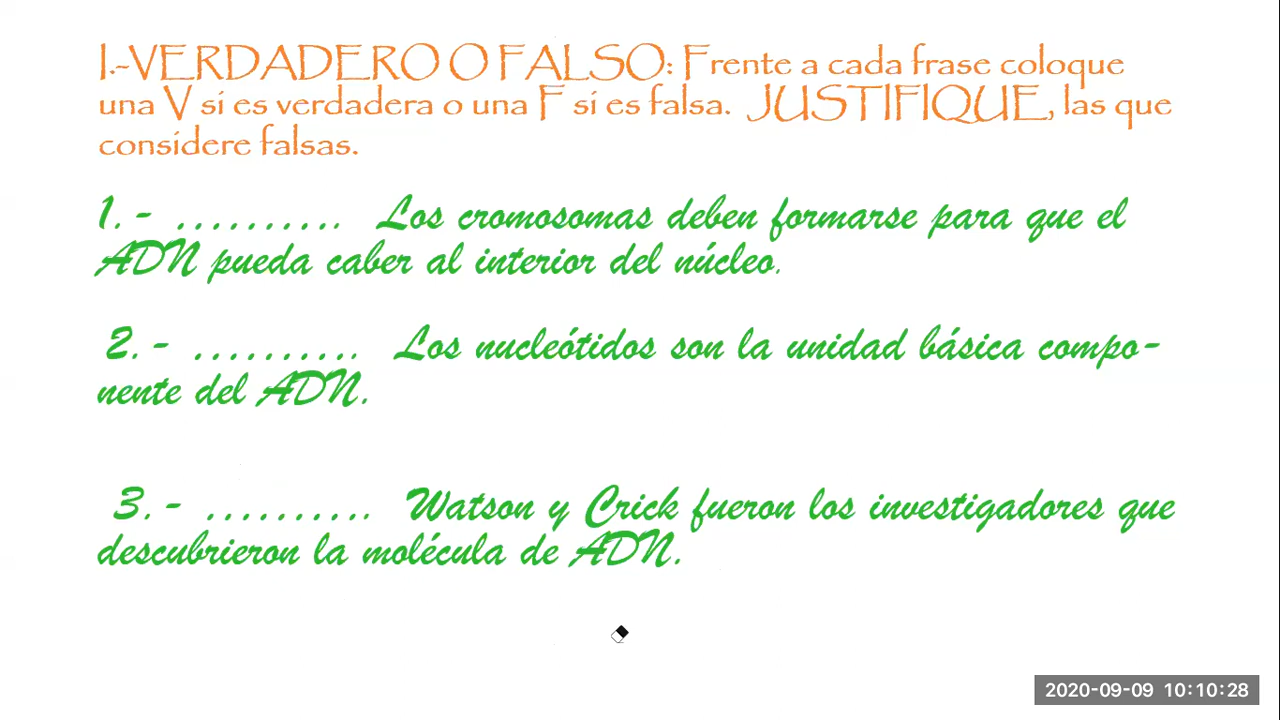 I.-VERDADERO O FALSO: Frente a cada frase coloque
una V si es verdadera o una F si es falsa. JUSTIFIQUE, las que
considere falsas.
1.- .......... Los cromosomas deben formarse para que el
ADN pueda caber al interior del núcleo.
2.- .......... Los nucleótidos son la unidad básica compo-
nente del ADN.
3.- .......... Watson y Crick fueron los investigadores que
descubrieron la molécula de ADN.
2020-09-09 10:10:28